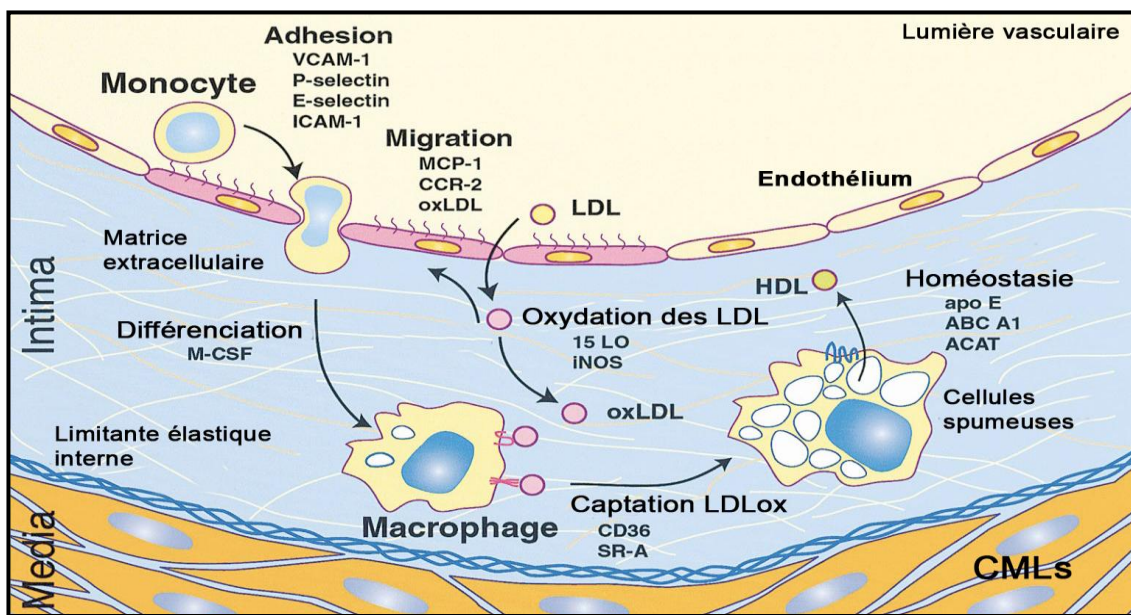 Lumière vasculaire
Adhesion
VCAM-1
P-selectin
E-selectin
ICAM-1
Monocyte
Migration
MCP-1
CCR-2
oxLDL
LDL
Endothélium
Matrice
extracellulaire
Intima
HDL
Homéostasie
apo E
ABC A1
ACAT
Différenciation
M-CSF
Oxydation des LDL
15 LO
iNOS
oxLDL
Cellules
spumeuses
Limitante élastique
interne
Macrophage
Captation LDLox
CD36
SR-A
Media
CMLs